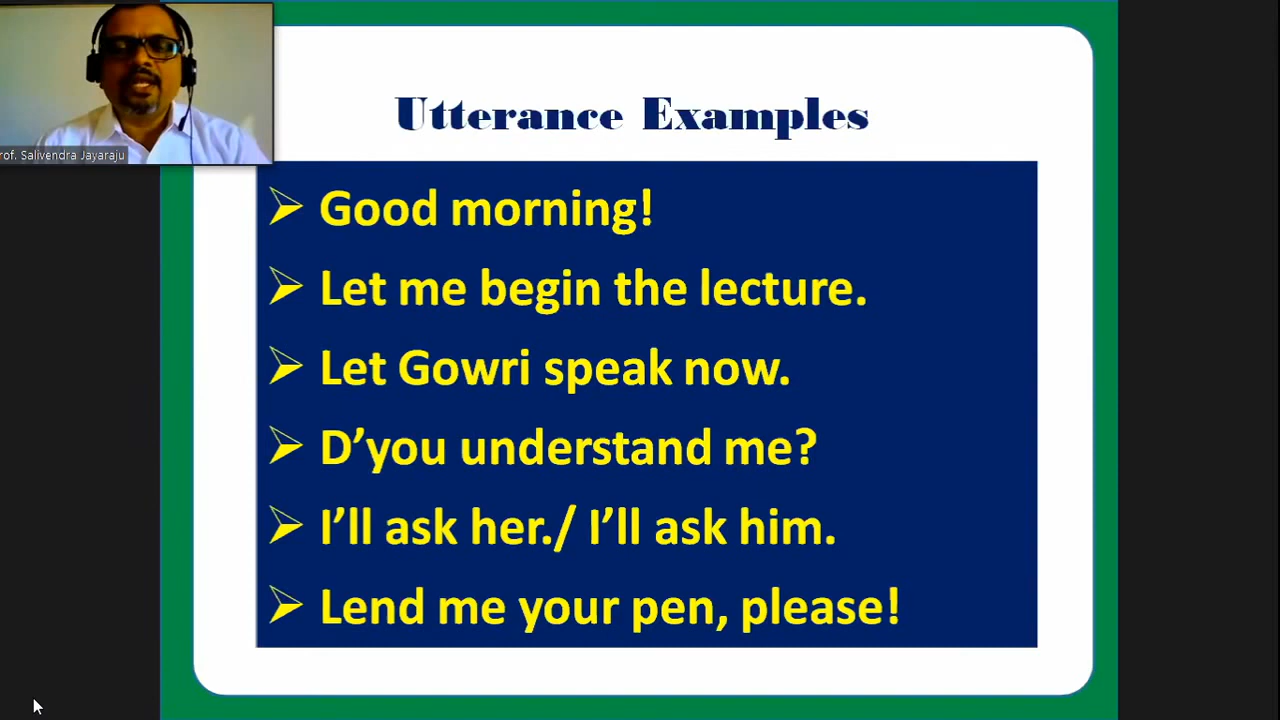 rof. Salivendra Jayaraju
Utterance Examples
Good morning!
Let me begin the lecture.
Let Gowri speak now.
D’you understand me?
I’ll ask her./ I’ll ask him.
Lend me your pen, please!